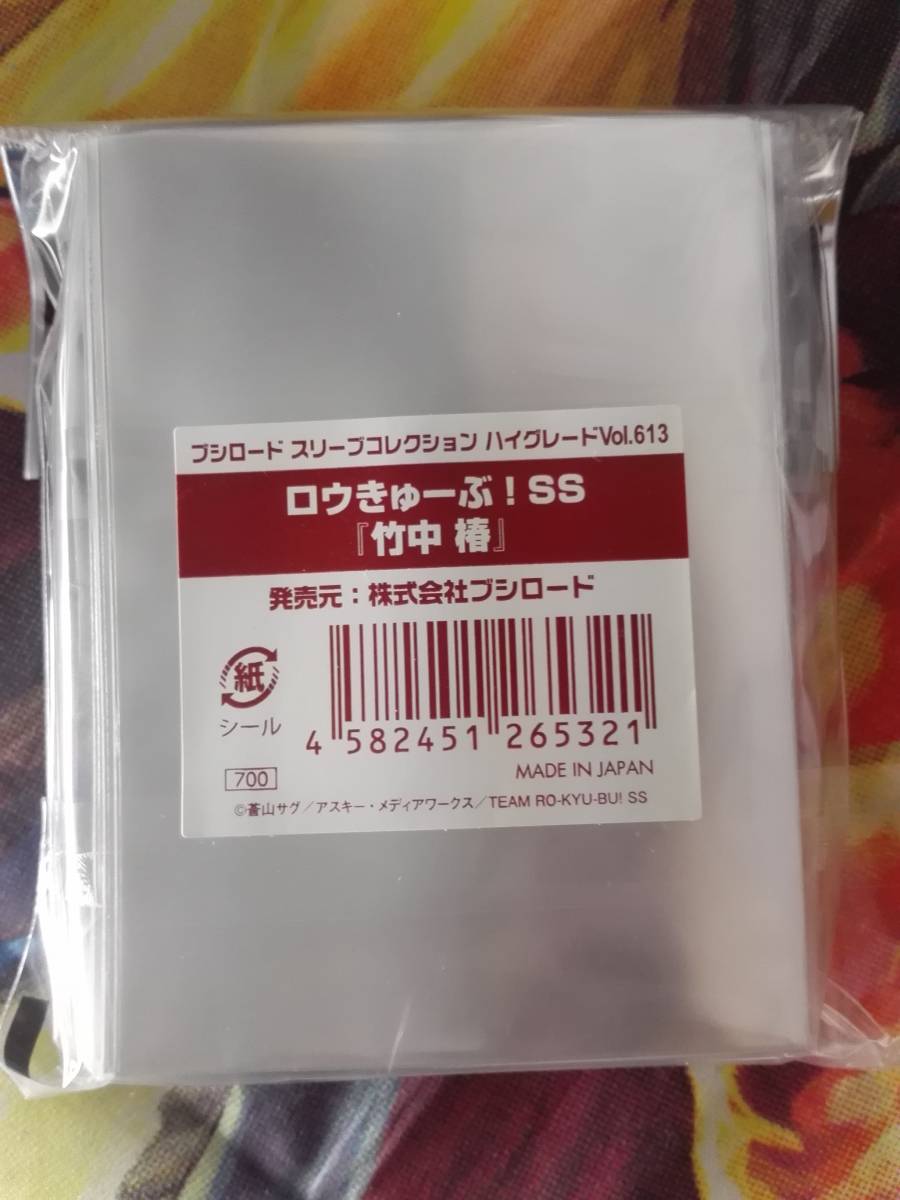 ブシロード スリーブコレクション ハイグレードVol.613
ロウきゅーぶ！SS
『竹中 椿』
発売元：株式会社ブシロード
紙
シール
4 582451 265321
700
MADE IN JAPAN
©蒼山サグ／アスキー・メディアワークス／TEAM RO-KYU-BU! SS